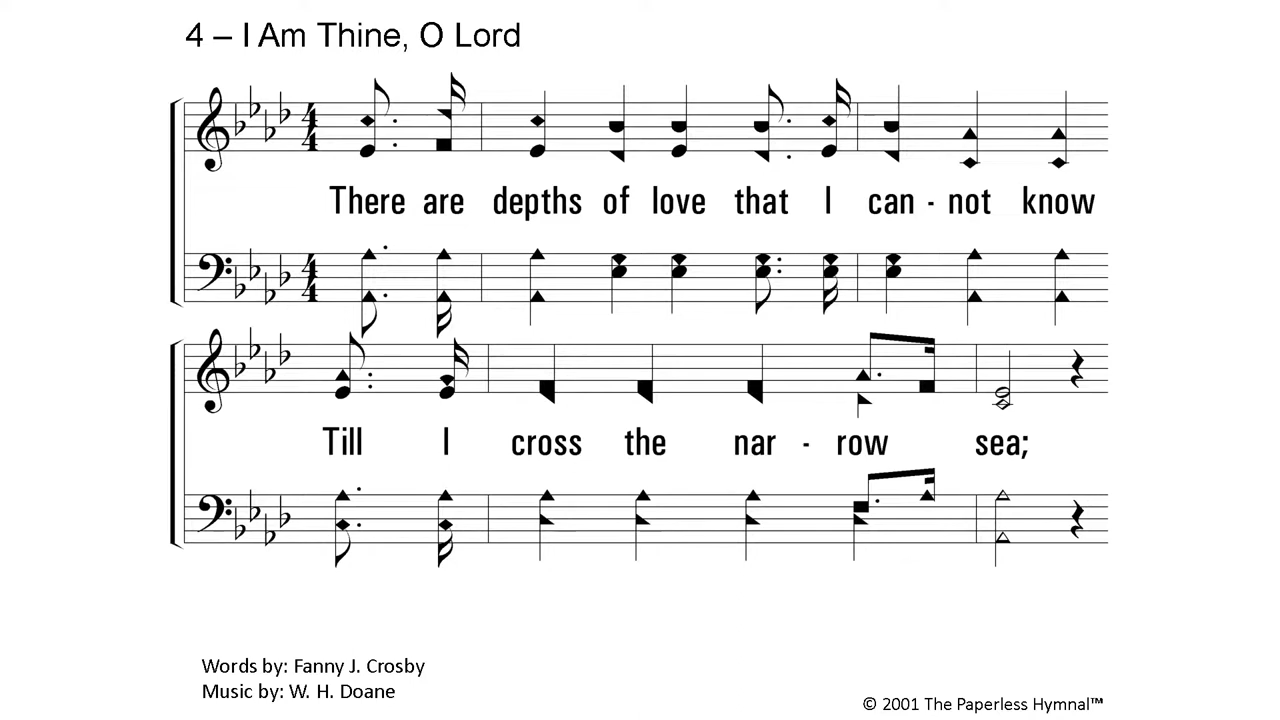 4 – I Am Thine, O Lord
There are depths of love that I can - not know
Till I cross the nar - row sea;
Words by: Fanny J. Crosby
Music by: W. H. Doane
© 2001 The Paperless Hymnal™